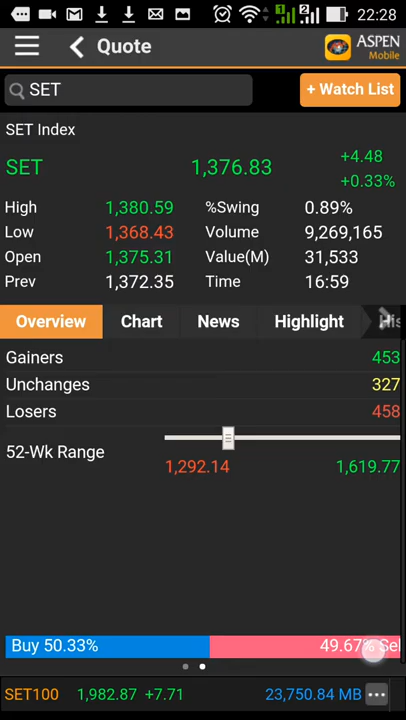 22:28
Quote
ASPEN
Mobile
SET
+ Watch List
SET Index
SET 1,376.83 +4.48
+0.33%
High 1,380.59 %Swing 0.89%
Low 1,368.43 Volume 9,269,165
Open 1,375.31 Value(M) 31,533
Prev 1,372.35 Time 16:59
Overview Chart News Highlight His
Gainers 453
Unchanges 327
Losers 458
52-Wk Range
1,292.14 1,619.77
Buy 50.33% 49.67% Sel
SET100 1,982.87 +7.71 23,750.84 MB